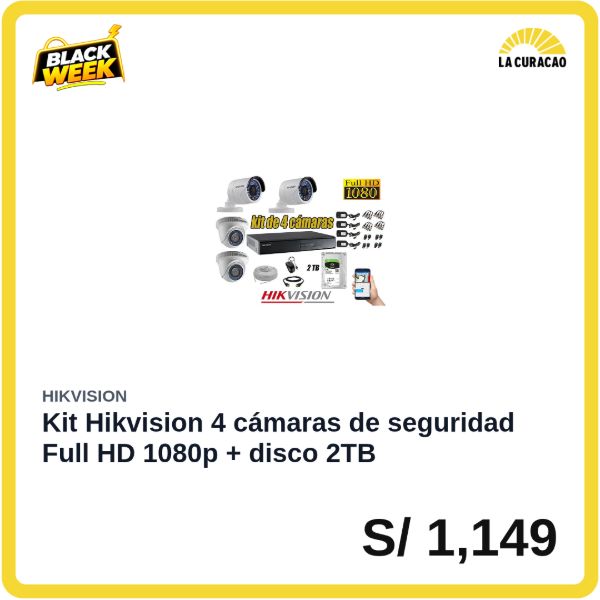 BLACK
WEEK
LA CURACAO
Full HD
1080
kit de 4 cámaras
2 TB
HIKVISION
HIKVISION
Kit Hikvision 4 cámaras de seguridad
Full HD 1080p + disco 2TB
S/ 1,149